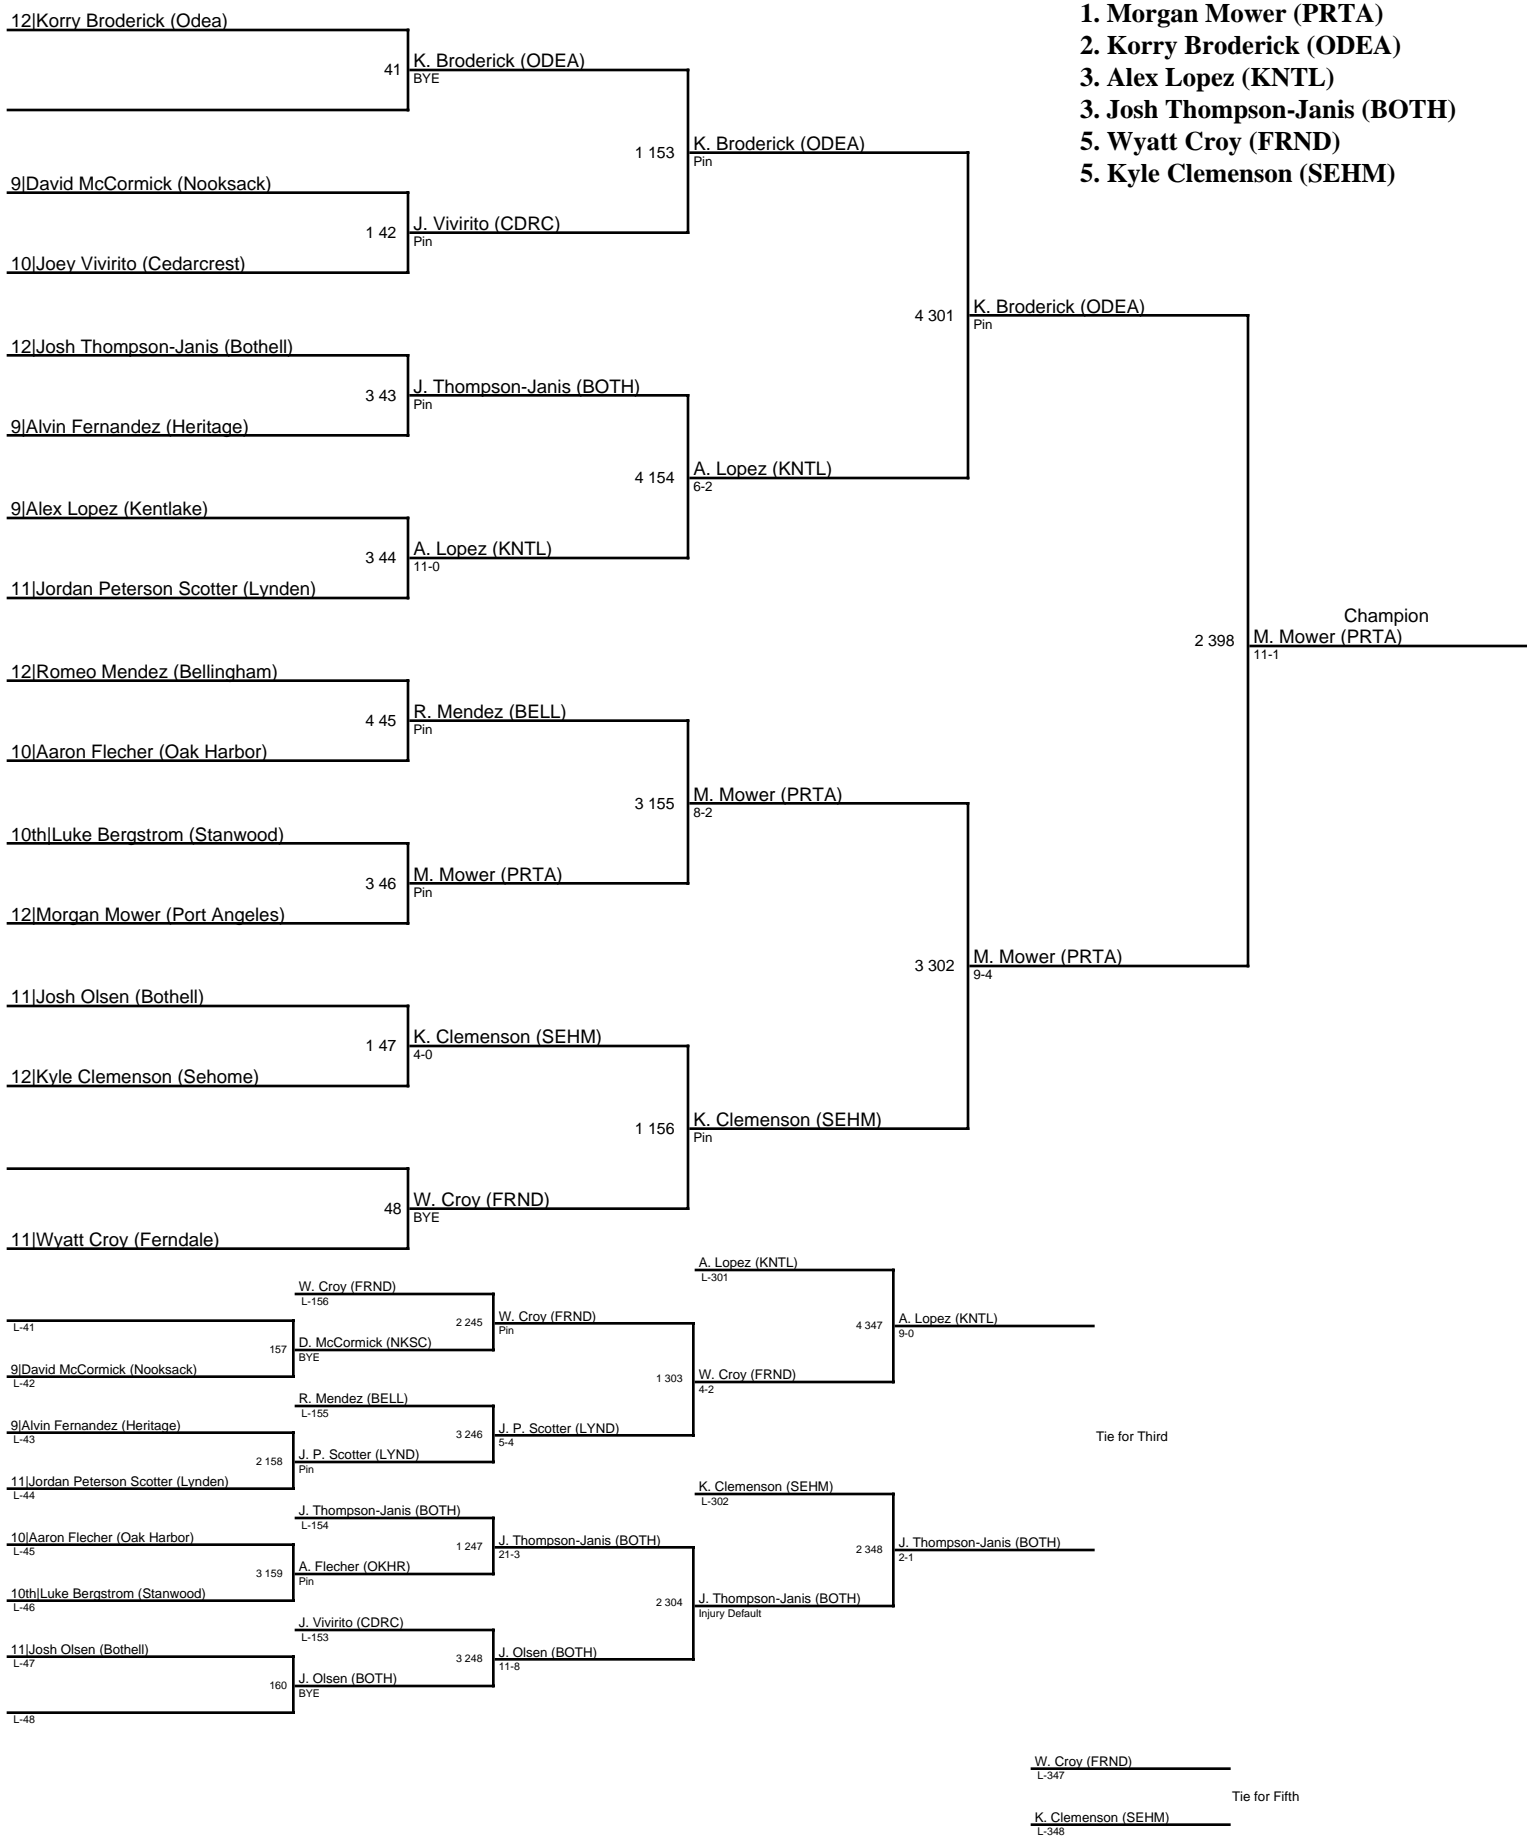 1. Morgan Mower (PRTA)
2. Korry Broderick (ODEA)
3. Alex Lopez (KNTL)
3. Josh Thompson-Janis (BOTH)
5. Wyatt Croy (FRND)
5. Kyle Clemenson (SEHM)
12|Korry Broderick (Odea)
41
K. Broderick (ODEA)
BYE
1 153
K. Broderick (ODEA)
Pin
9|David McCormick (Nooksack)
1 42
J. Vivirito (CDRC)
Pin
10|Joey Vivirito (Cedarcrest)
4 301
K. Broderick (ODEA)
Pin
12|Josh Thompson-Janis (Bothell)
3 43
J. Thompson-Janis (BOTH)
Pin
9|Alvin Fernandez (Heritage)
4 154
A. Lopez (KNTL)
6-2
9|Alex Lopez (Kentlake)
3 44
A. Lopez (KNTL)
11-0
11|Jordan Peterson Scotter (Lynden)
Champion
2 398
M. Mower (PRTA)
11-1
12|Romeo Mendez (Bellingham)
4 45
R. Mendez (BELL)
Pin
10|Aaron Flecher (Oak Harbor)
3 155
M. Mower (PRTA)
8-2
10th|Luke Bergstrom (Stanwood)
3 46
M. Mower (PRTA)
Pin
12|Morgan Mower (Port Angeles)
3 302
M. Mower (PRTA)
9-4
11|Josh Olsen (Bothell)
1 47
K. Clemenson (SEHM)
4-0
12|Kyle Clemenson (Sehome)
1 156
K. Clemenson (SEHM)
Pin
48
W. Croy (FRND)
BYE
11|Wyatt Croy (Ferndale)
A. Lopez (KNTL)
L-301
W. Croy (FRND)
L-156
L-41
2 245
W. Croy (FRND)
Pin
4 347
A. Lopez (KNTL)
9-0
157
D. McCormick (NKSC)
BYE
9|David McCormick (Nooksack)
L-42
1 303
W. Croy (FRND)
4-2
R. Mendez (BELL)
L-155
9|Alvin Fernandez (Heritage)
L-43
3 246
J. P. Scotter (LYND)
5-4
Tie for Third
2 158
J. P. Scotter (LYND)
Pin
11|Jordan Peterson Scotter (Lynden)
L-44
K. Clemenson (SEHM)
L-302
J. Thompson-Janis (BOTH)
L-154
10|Aaron Flecher (Oak Harbor)
L-45
1 247
J. Thompson-Janis (BOTH)
21-3
2 348
J. Thompson-Janis (BOTH)
2-1
3 159
A. Flecher (OKHR)
Pin
10th|Luke Bergstrom (Stanwood)
L-46
2 304
J. Thompson-Janis (BOTH)
Injury Default
J. Vivirito (CDRC)
L-153
11|Josh Olsen (Bothell)
L-47
3 248
J. Olsen (BOTH)
11-8
160
J. Olsen (BOTH)
BYE
L-48
W. Croy (FRND)
L-347
Tie for Fifth
K. Clemenson (SEHM)
L-348